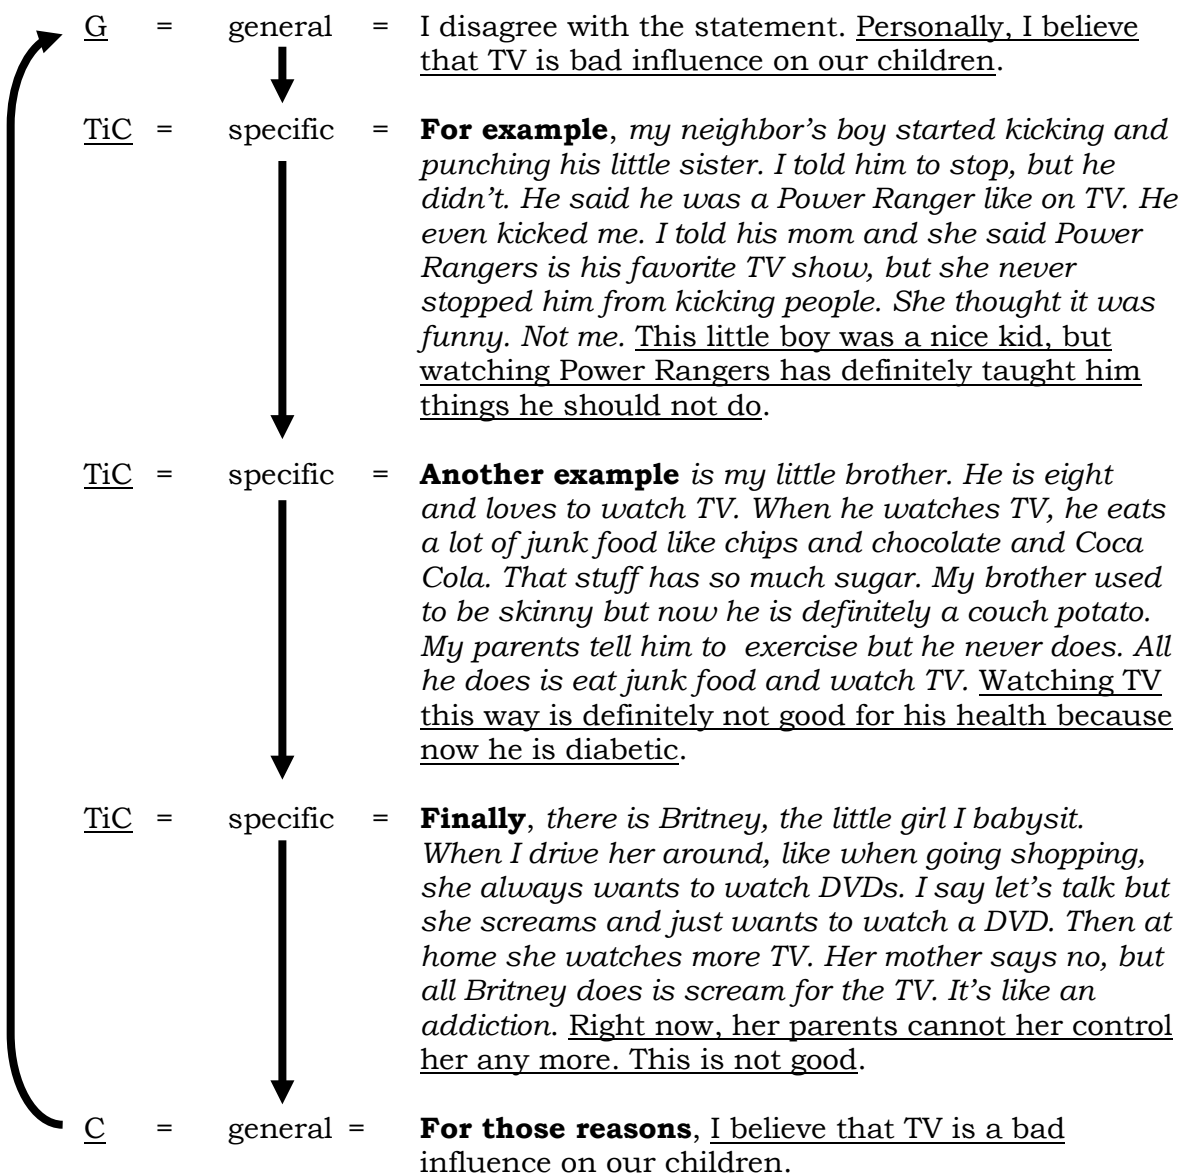 G = general = I disagree with the statement. Personally, I believe
that TV is bad influence on our children.
TiC = specific = For example, my neighbor’s boy started kicking and
punching his little sister. I told him to stop, but he
didn’t. He said he was a Power Ranger like on TV. He
even kicked me. I told his mom and she said Power
Rangers is his favorite TV show, but she never
stopped him from kicking people. She thought it was
funny. Not me. This little boy was a nice kid, but
watching Power Rangers has definitely taught him
things he should not do.
TiC = specific = Another example is my little brother. He is eight
and loves to watch TV. When he watches TV, he eats
a lot of junk food like chips and chocolate and Coca
Cola. That stuff has so much sugar. My brother used
to be skinny but now he is definitely a couch potato.
My parents tell him to exercise but he never does. All
he does is eat junk food and watch TV. Watching TV
this way is definitely not good for his health because
now he is diabetic.
TiC = specific = Finally, there is Britney, the little girl I babysit.
When I drive her around, like when going shopping,
she always wants to watch DVDs. I say let’s talk but
she screams and just wants to watch a DVD. Then at
home she watches more TV. Her mother says no, but
all Britney does is scream for the TV. It’s like an
addiction. Right now, her parents cannot her control
her any more. This is not good.
C = general = For those reasons, I believe that TV is a bad
influence on our children.